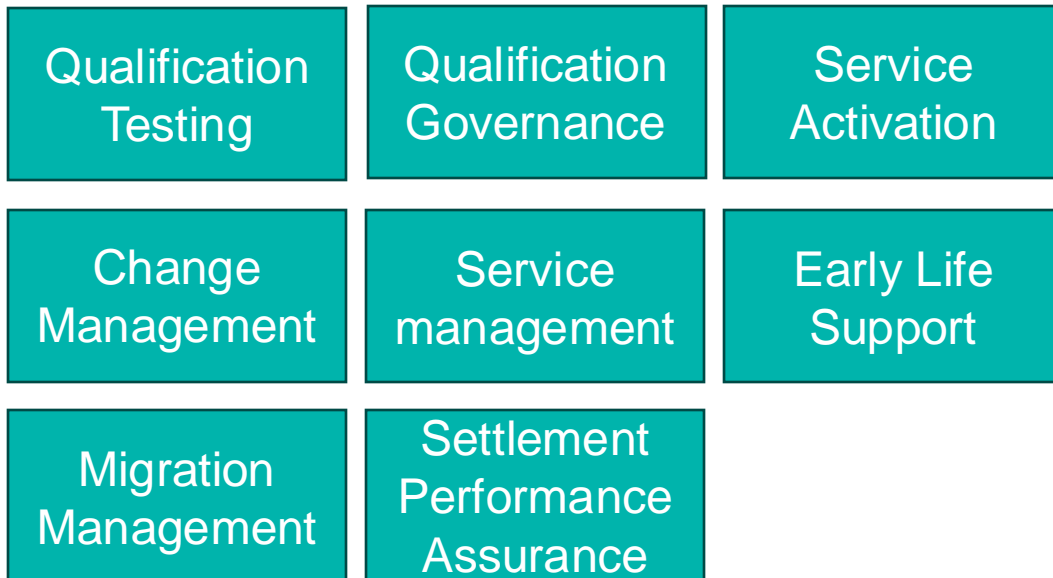 Qualification
Testing
Qualification
Governance
Service
Activation
Change
Management
Service
management
Early Life
Support
Migration
Management
Settlement
Performance
Assurance